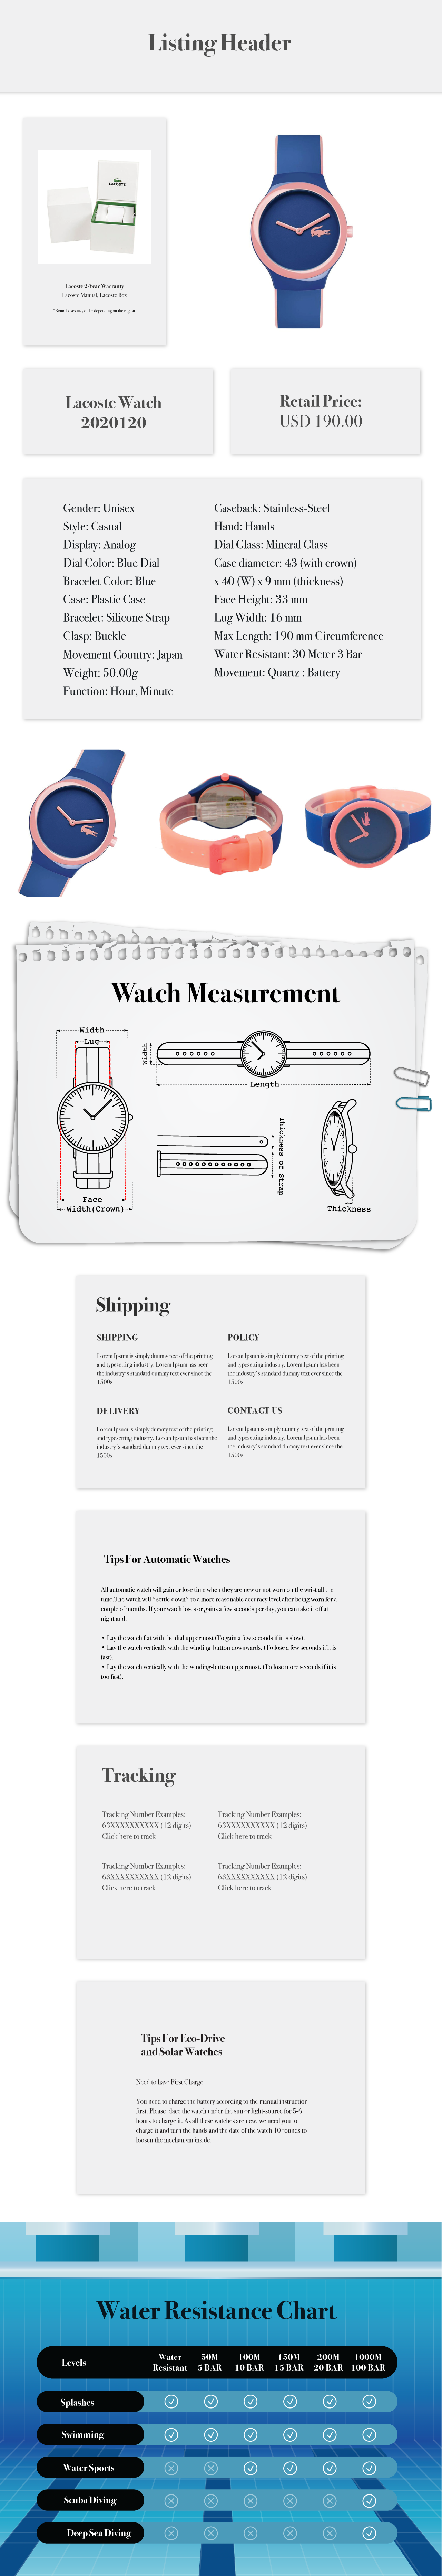 Listing Header
LACOSTE
Lacoste 2-Year Warranty
Lacoste Manual, Lacoste Box
*Brand boxes may differ depending on the region.
Lacoste Watch
2020120
Retail Price:
USD 190.00
Gender: Unisex
Style: Casual
Display: Analog
Dial Color: Blue Dial
Bracelet Color: Blue
Case: Plastic Case
Bracelet: Silicone Strap
Clasp: Buckle
Movement Country: Japan
Weight: 50.00g
Function: Hour, Minute
Caseback: Stainless-Steel
Hand: Hands
Dial Glass: Mineral Glass
Case diameter: 43 (with crown)
x 40 (W) x 9 mm (thickness)
Face Height: 33 mm
Lug Width: 16 mm
Max Length: 190 mm Circumference
Water Resistant: 30 Meter 3 Bar
Movement: Quartz : Battery
Watch Measurement
Width
Lug
Face
Width(Crown)
Width
Length
Thickness of Strap
Thickness
Shipping
SHIPPING
Lorem Ipsum is simply dummy text of the printing
and typesetting industry. Lorem Ipsum has been
the industry's standard dummy text ever since the
1500s
POLICY
Lorem Ipsum is simply dummy text of the printing
and typesetting industry. Lorem Ipsum has been
the industry's standard dummy text ever since the
1500s
DELIVERY
Lorem Ipsum is simply dummy text of the printing
and typesetting industry. Lorem Ipsum has been the
industry's standard dummy text ever since the
1500s
CONTACT US
Lorem Ipsum is simply dummy text of the printing
and typesetting industry. Lorem Ipsum has been
the industry's standard dummy text ever since the
1500s
Tips For Automatic Watches
All automatic watch will gain or lose time when they are new or not worn on the wrist all the
time.The watch will "settle down" to a more reasonable accuracy level after being worn for a
couple of months. If your watch loses or gains a few seconds per day, you can take it off at
night and:
• Lay the watch flat with the dial uppermost (To gain a few seconds if it is slow).
• Lay the watch vertically with the winding-button downwards. (To lose a few seconds if it is
fast).
• Lay the watch vertically with the winding-button uppermost. (To lose more seconds if it is
too fast).
Tracking
Tracking Number Examples:
63XXXXXXXXXX (12 digits)
Click here to track
Tracking Number Examples:
63XXXXXXXXXX (12 digits)
Click here to track
Tracking Number Examples:
63XXXXXXXXXX (12 digits)
Click here to track
Tracking Number Examples:
63XXXXXXXXXX (12 digits)
Click here to track
Tips For Eco-Drive
and Solar Watches
Need to have First Charge
You need to charge the battery according to the manual instruction
first. Please place the watch under the sun or light-source for 5-6
hours to charge it. As all these watches are new, we need you to
charge it and turn the hands and the date of the watch 10 rounds to
loosen the mechanism inside.
Water Resistance Chart
Levels
Water
Resistant
50M
5 BAR
100M
10 BAR
150M
15 BAR
200M
20 BAR
1000M
100 BAR
Splashes
Swimming
Water Sports
Scuba Diving
Deep Sea Diving